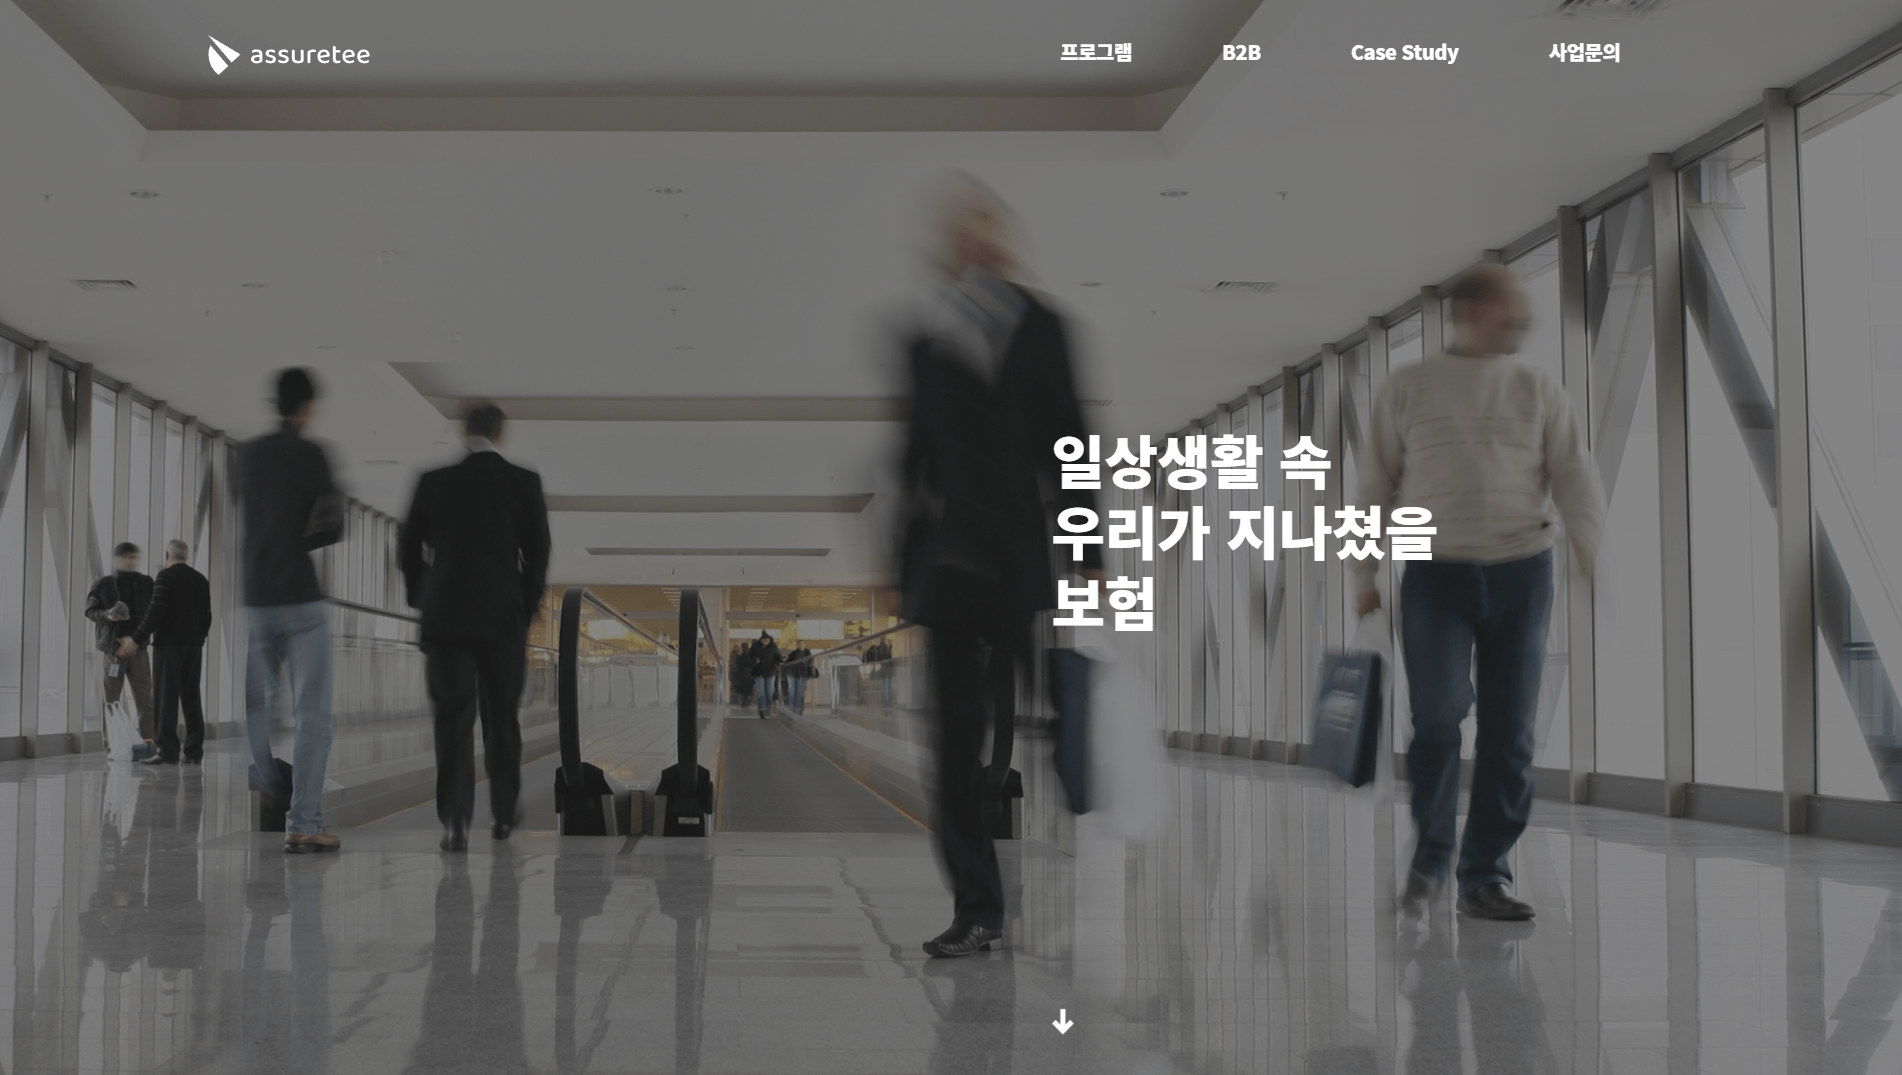 assuretee
프로그램
B2B
Case Study
사업문의
일상생활 속
우리가 지나쳤을
보험